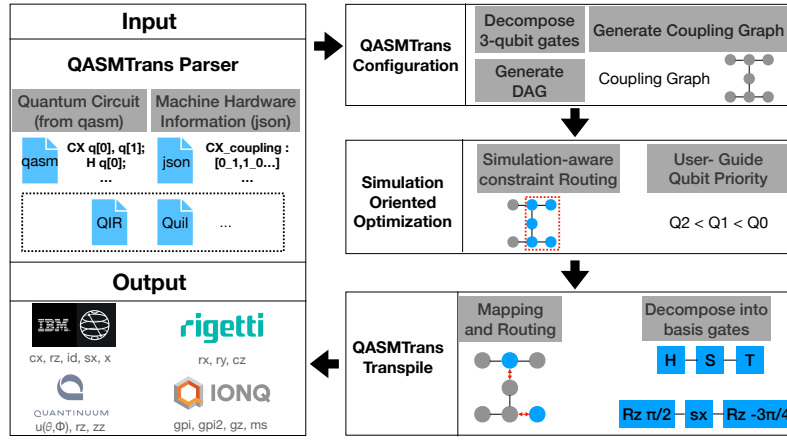 Input
QASMTrans Parser
Quantum Circuit
(from qasm)
Machine Hardware
Information (json)
qasm
CX q[0], q[1];
H q[0];
...
json
CX_coupling :
[0_1,1_0...]
...
QIR
Quil
...
Output
IBM
cx, rz, id, sx, x
rigetti
rx, ry, cz
QUANTINUUM
u(θ,Φ), rz, zz
IONQ
gpi, gpi2, gz, ms
QASMTrans
Configuration
Decompose
3-qubit gates
Generate Coupling Graph
Generate
DAG
Coupling Graph
Simulation
Oriented
Optimization
Simulation-aware
constraint Routing
User- Guide
Qubit Priority
Q2 < Q1 < Q0
QASMTrans
Transpile
Mapping
and Routing
Decompose into
basis gates
H S T
Rz π/2 sx Rz -3π/4